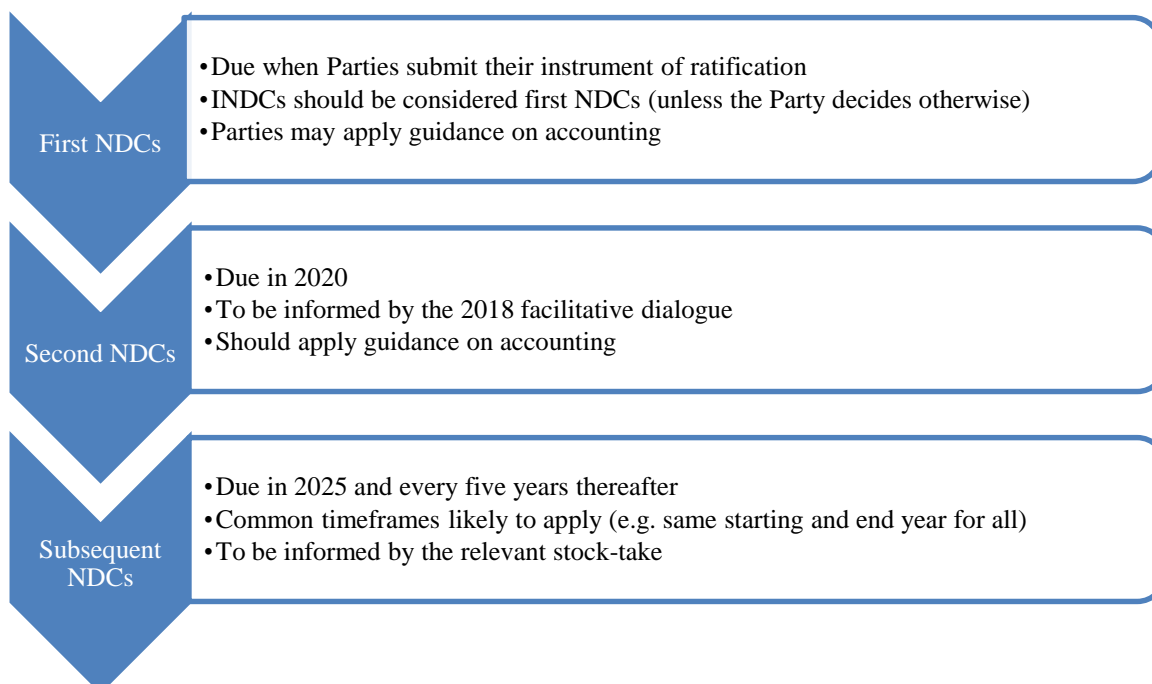 First NDCs
•Due when Parties submit their instrument of ratification
•INDCs should be considered first NDCs (unless the Party decides otherwise)
•Parties may apply guidance on accounting
Second NDCs
•Due in 2020
•To be informed by the 2018 facilitative dialogue
•Should apply guidance on accounting
Subsequent
NDCs
•Due in 2025 and every five years thereafter
•Common timeframes likely to apply (e.g. same starting and end year for all)
•To be informed by the relevant stock-take